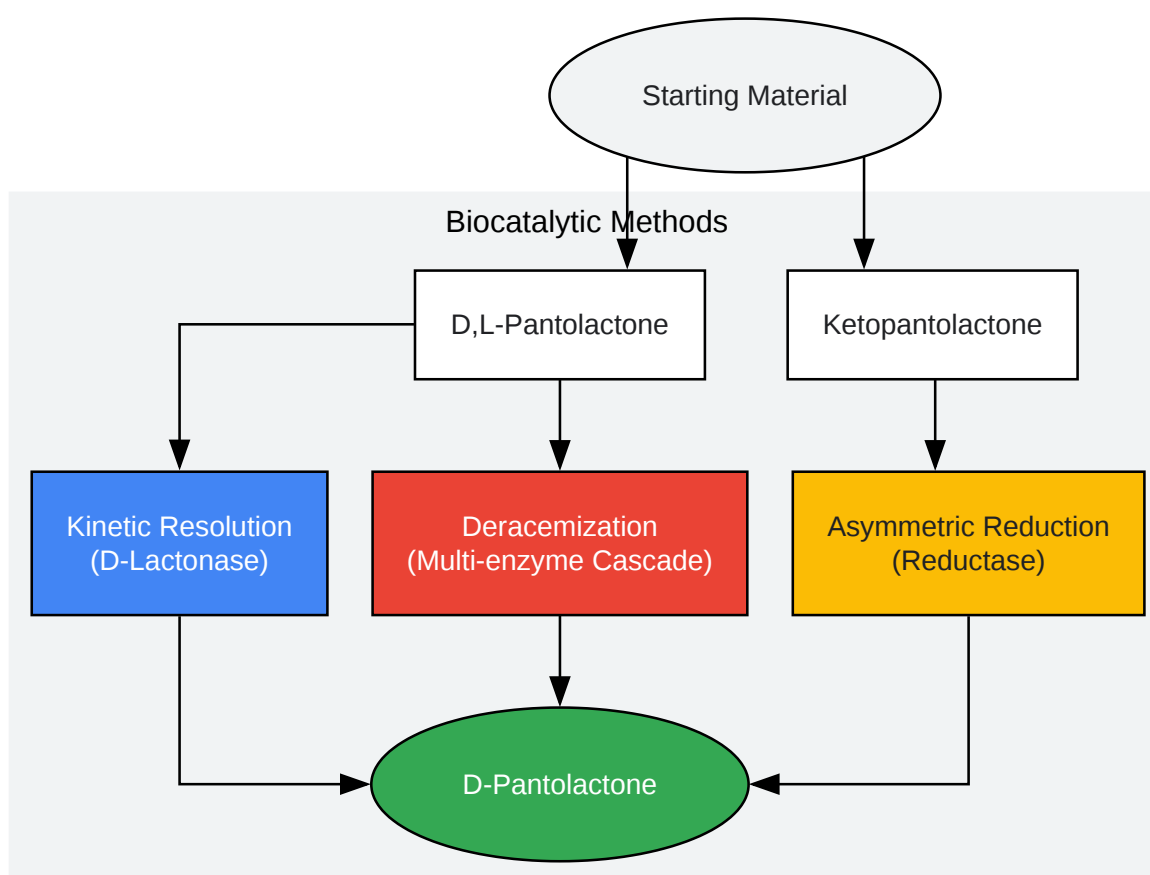 Starting Material
Biocatalytic Methods
D,L-Pantolactone
Ketopantolactone
Kinetic Resolution
(D-Lactonase)
Deracemization
(Multi-enzyme Cascade)
Asymmetric Reduction
(Reductase)
D-Pantolactone